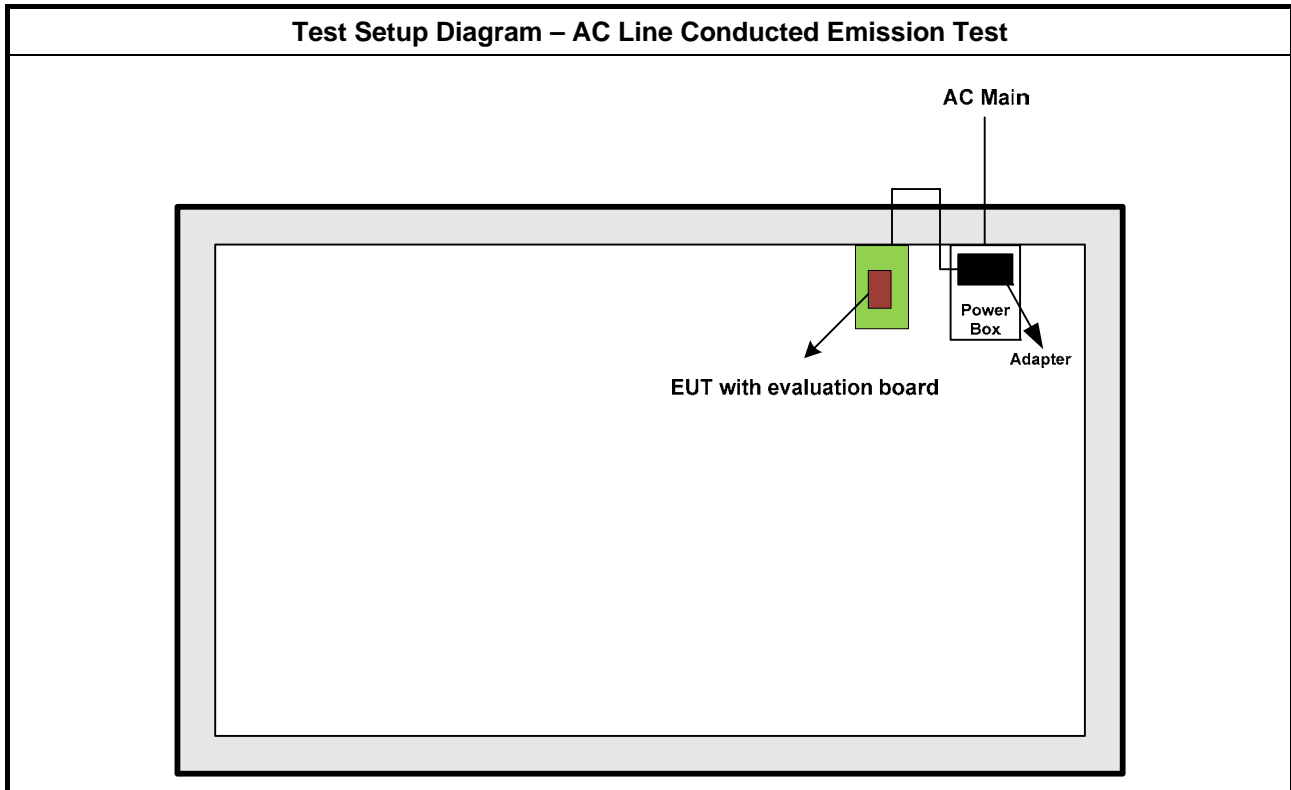 Test Setup Diagram – AC Line Conducted Emission Test
AC Main
Power
Box
Adapter
EUT with evaluation board